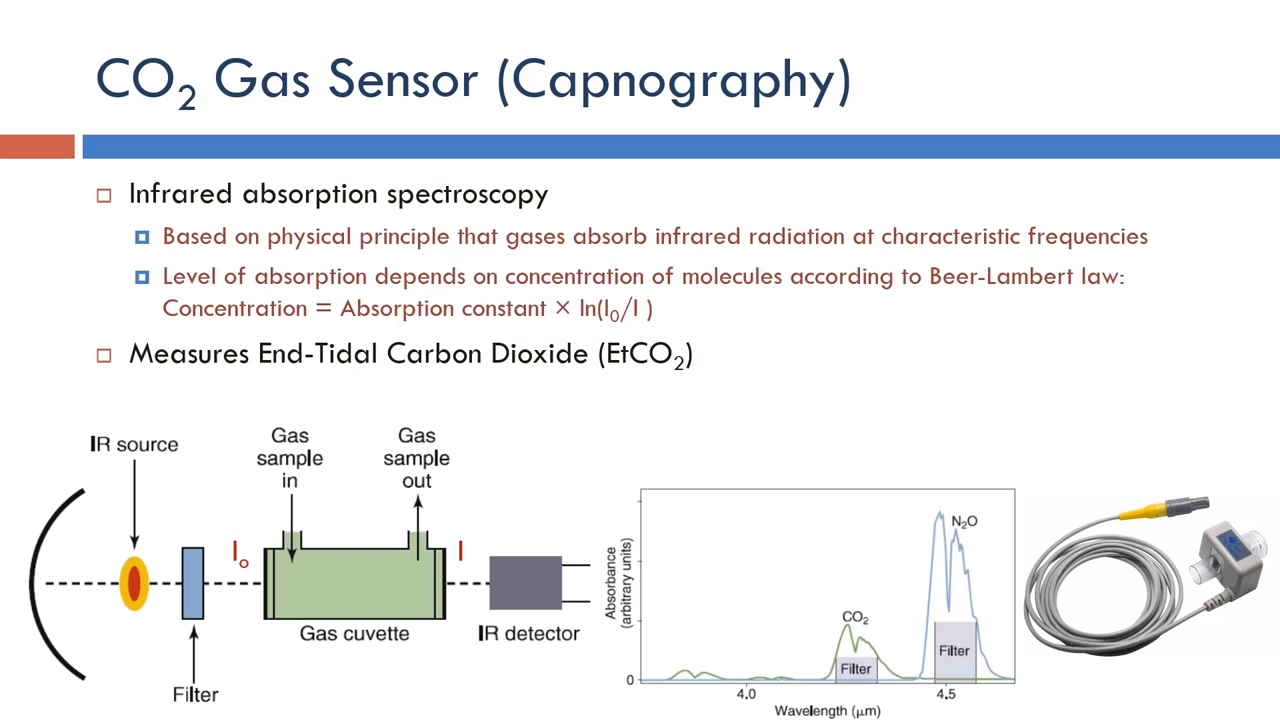 CO2 Gas Sensor (Capnography)
Infrared absorption spectroscopy
Based on physical principle that gases absorb infrared radiation at characteristic frequencies
Level of absorption depends on concentration of molecules according to Beer-Lambert law:
Concentration = Absorption constant × ln(I0/I )
Measures End-Tidal Carbon Dioxide (EtCO2)
IR source
Gas
sample
in
Gas
sample
out
Io
I
Gas cuvette
IR detector
Filter
Absorbance
(arbitrary units)
0
CO2
Filter
N2O
Filter
4.0
4.5
Wavelength (μm)